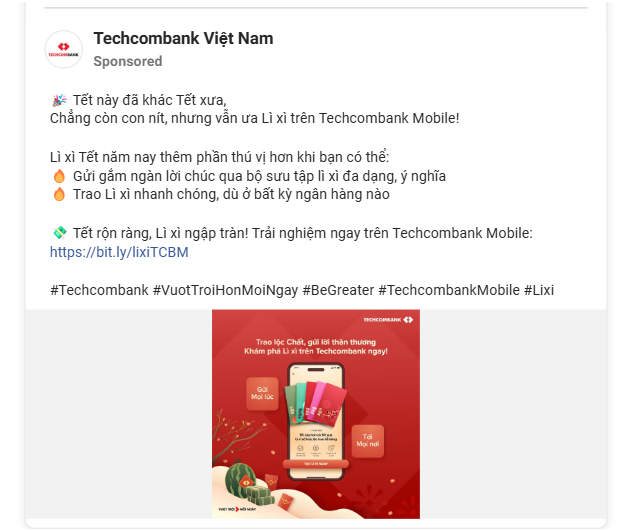 Techcombank Việt Nam
TECHCOMBANK
Sponsored
🎉 Tết này đã khác Tết xưa,
Chẳng còn con nít, nhưng vẫn ưa Lì xì trên Techcombank Mobile!
Lì xì Tết năm nay thêm phần thú vị hơn khi bạn có thể:
🔥 Gửi gắm ngàn lời chúc qua bộ sưu tập lì xì đa dạng, ý nghĩa
🔥 Trao Lì xì nhanh chóng, dù ở bất kỳ ngân hàng nào
💸 Tết rộn ràng, Lì xì ngập tràn! Trải nghiệm ngay trên Techcombank Mobile:
https://bit.ly/lixiTCBM
#Techcombank #VuotTroiHonMoiNgay #BeGreater #TechcombankMobile #Lixi
TECHCOMBANK
Trao lộc Chất, gửi lời thân thương
Khám phá Lì xì trên Techcombank ngay!
Gửi
Mọi lúc
Tới
Mọi nơi
VƯỢT TRỘI MỖI NGÀY